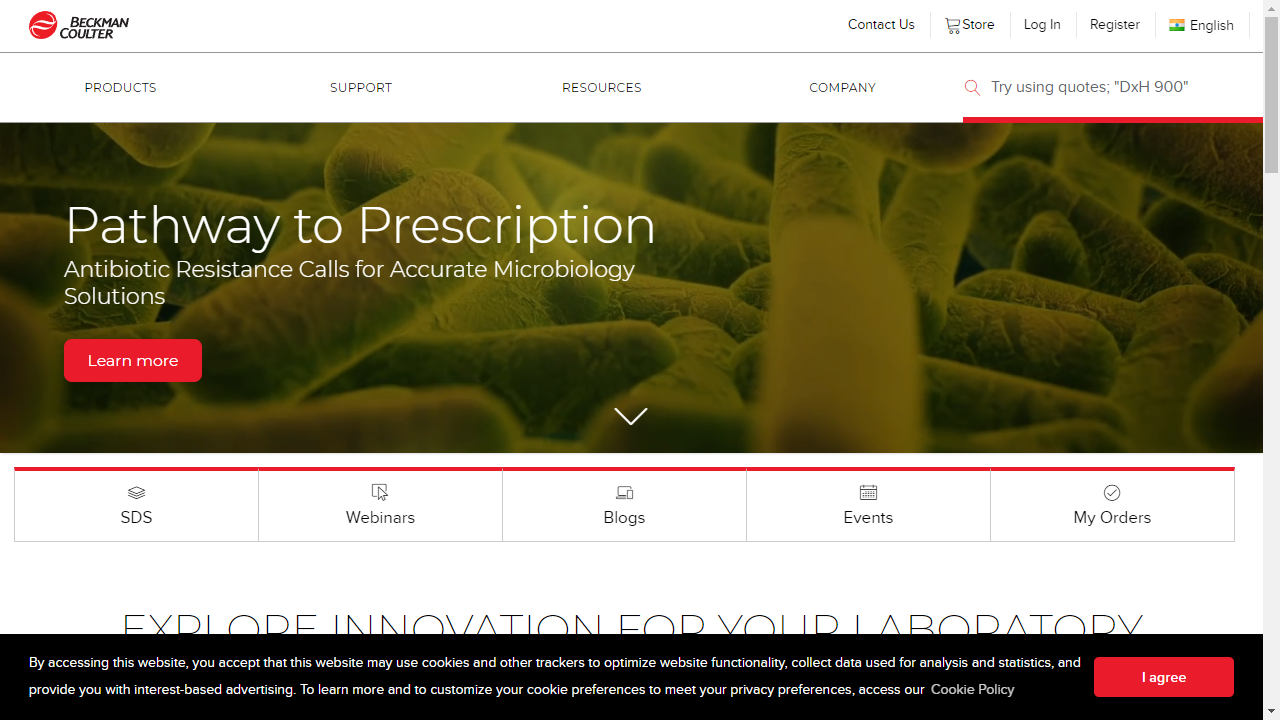 BECKMAN
COULTER
Contact Us
Store
Log In
Register
English
PRODUCTS
SUPPORT
RESOURCES
COMPANY
Try using quotes; "DxH 900"
Pathway to Prescription
Antibiotic Resistance Calls for Accurate Microbiology
Solutions
Learn more
SDS
Webinars
Blogs
Events
My Orders
EXPLORE INNOVATION FOR YOUR LABORATORY
By accessing this website, you accept that this website may use cookies and other trackers to optimize website functionality, collect data used for analysis and statistics, and
provide you with interest-based advertising. To learn more and to customize your cookie preferences to meet your privacy preferences, access our Cookie Policy
I agree